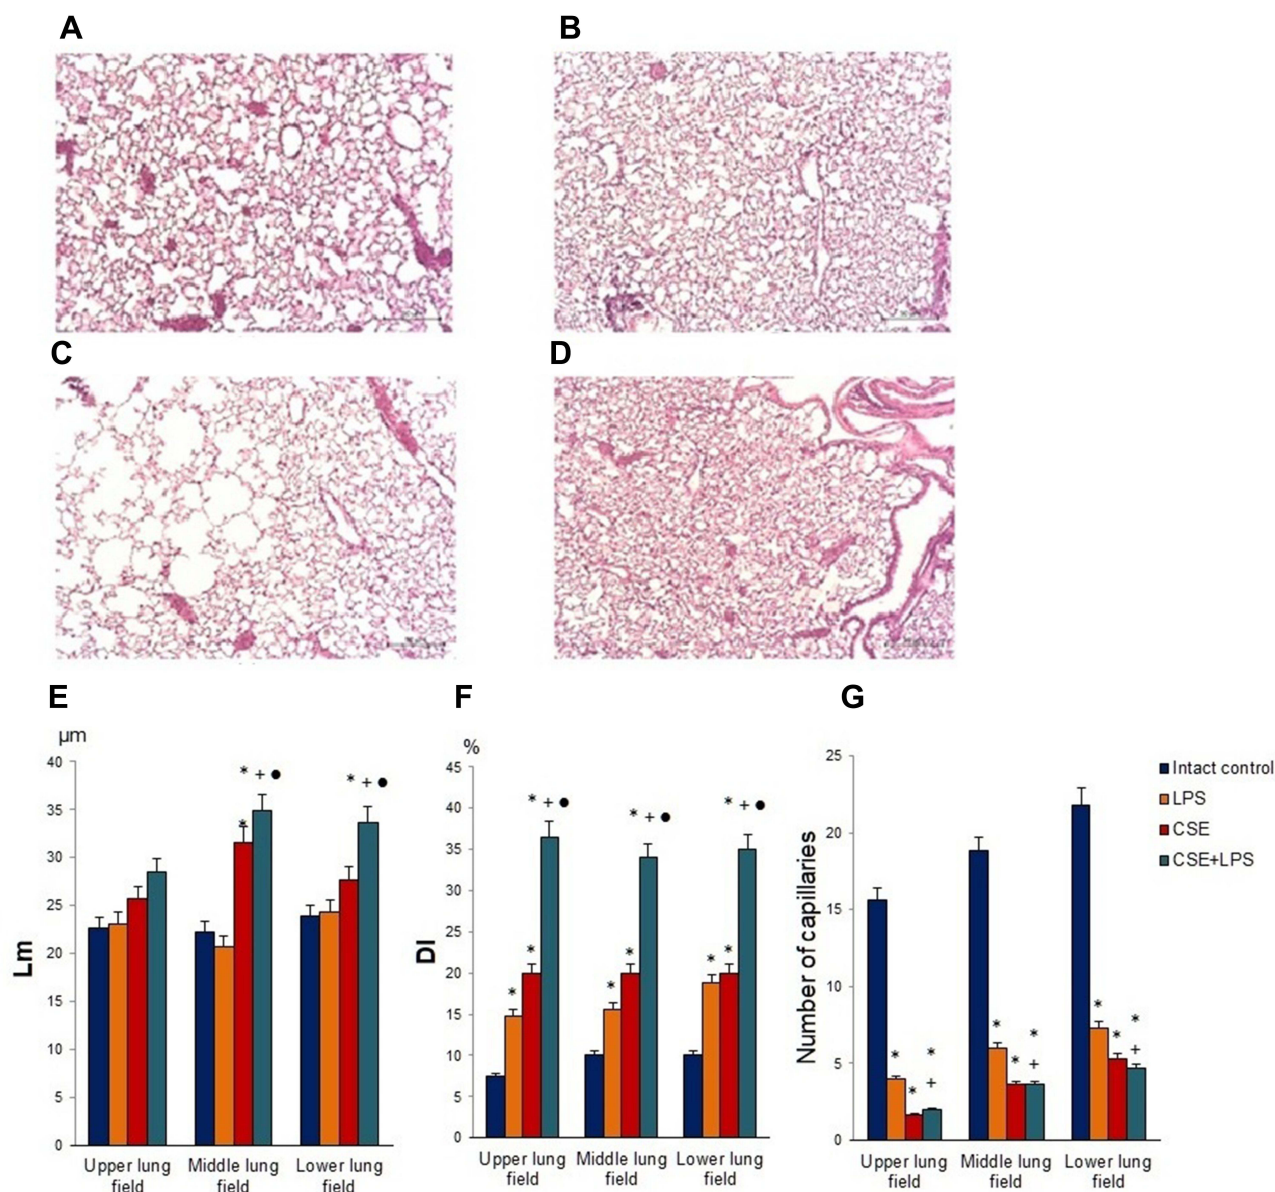 A
B
C
D
E
F
G
µm
40
35
30
25
20
15
10
5
0
Lm
* + ●
*
* + ●
Upper lung
field
Middle lung
field
Lower lung
field
%
45
40
35
30
25
20
15
10
5
0
DI
* + ●
* + ●
* + ●
* *
* *
* *
Upper lung
field
Middle lung
field
Lower lung
field
25
20
15
10
5
0
Number of capillaries
* * *
+
* * *
+
* * *
+
Upper lung
field
Middle lung
field
Lower lung
field
Intact control
LPS
CSE
CSE+LPS